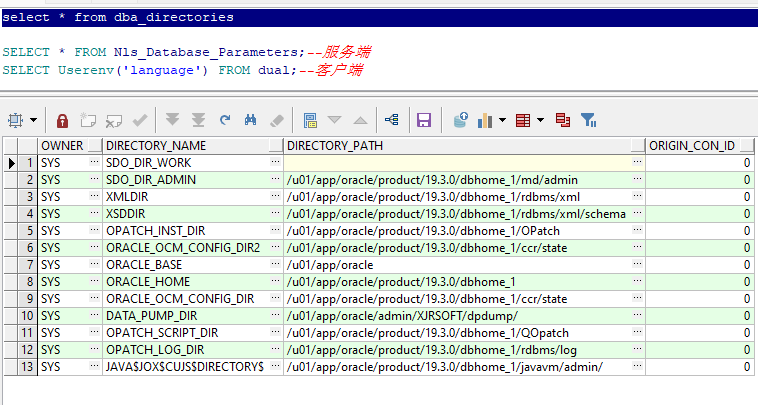 select * from dba_directories
SELECT * FROM Nls_Database_Parameters;--服务端
SELECT Userenv('language') FROM dual;--客户端
OWNER DIRECTORY_NAME DIRECTORY_PATH ORIGIN_CON_ID
1 SYS SDO_DIR_WORK 0
2 SYS SDO_DIR_ADMIN /u01/app/oracle/product/19.3.0/dbhome_1/md/admin 0
3 SYS XMLDIR /u01/app/oracle/product/19.3.0/dbhome_1/rdbms/xml 0
4 SYS XSDDIR /u01/app/oracle/product/19.3.0/dbhome_1/rdbms/xml/schema 0
5 SYS OPATCH_INST_DIR /u01/app/oracle/product/19.3.0/dbhome_1/OPatch 0
6 SYS ORACLE_OCM_CONFIG_DIR2 /u01/app/oracle/product/19.3.0/dbhome_1/ccr/state 0
7 SYS ORACLE_BASE /u01/app/oracle 0
8 SYS ORACLE_HOME /u01/app/oracle/product/19.3.0/dbhome_1 0
9 SYS ORACLE_OCM_CONFIG_DIR /u01/app/oracle/product/19.3.0/dbhome_1/ccr/state 0
10 SYS DATA_PUMP_DIR /u01/app/oracle/admin/XJRSOFT/dpdump/ 0
11 SYS OPATCH_SCRIPT_DIR /u01/app/oracle/product/19.3.0/dbhome_1/QOpatch 0
12 SYS OPATCH_LOG_DIR /u01/app/oracle/product/19.3.0/dbhome_1/rdbms/log 0
13 SYS JAVA$JOX$CUJS$DIRECTORY$ /u01/app/oracle/product/19.3.0/dbhome_1/javavm/admin/ 0